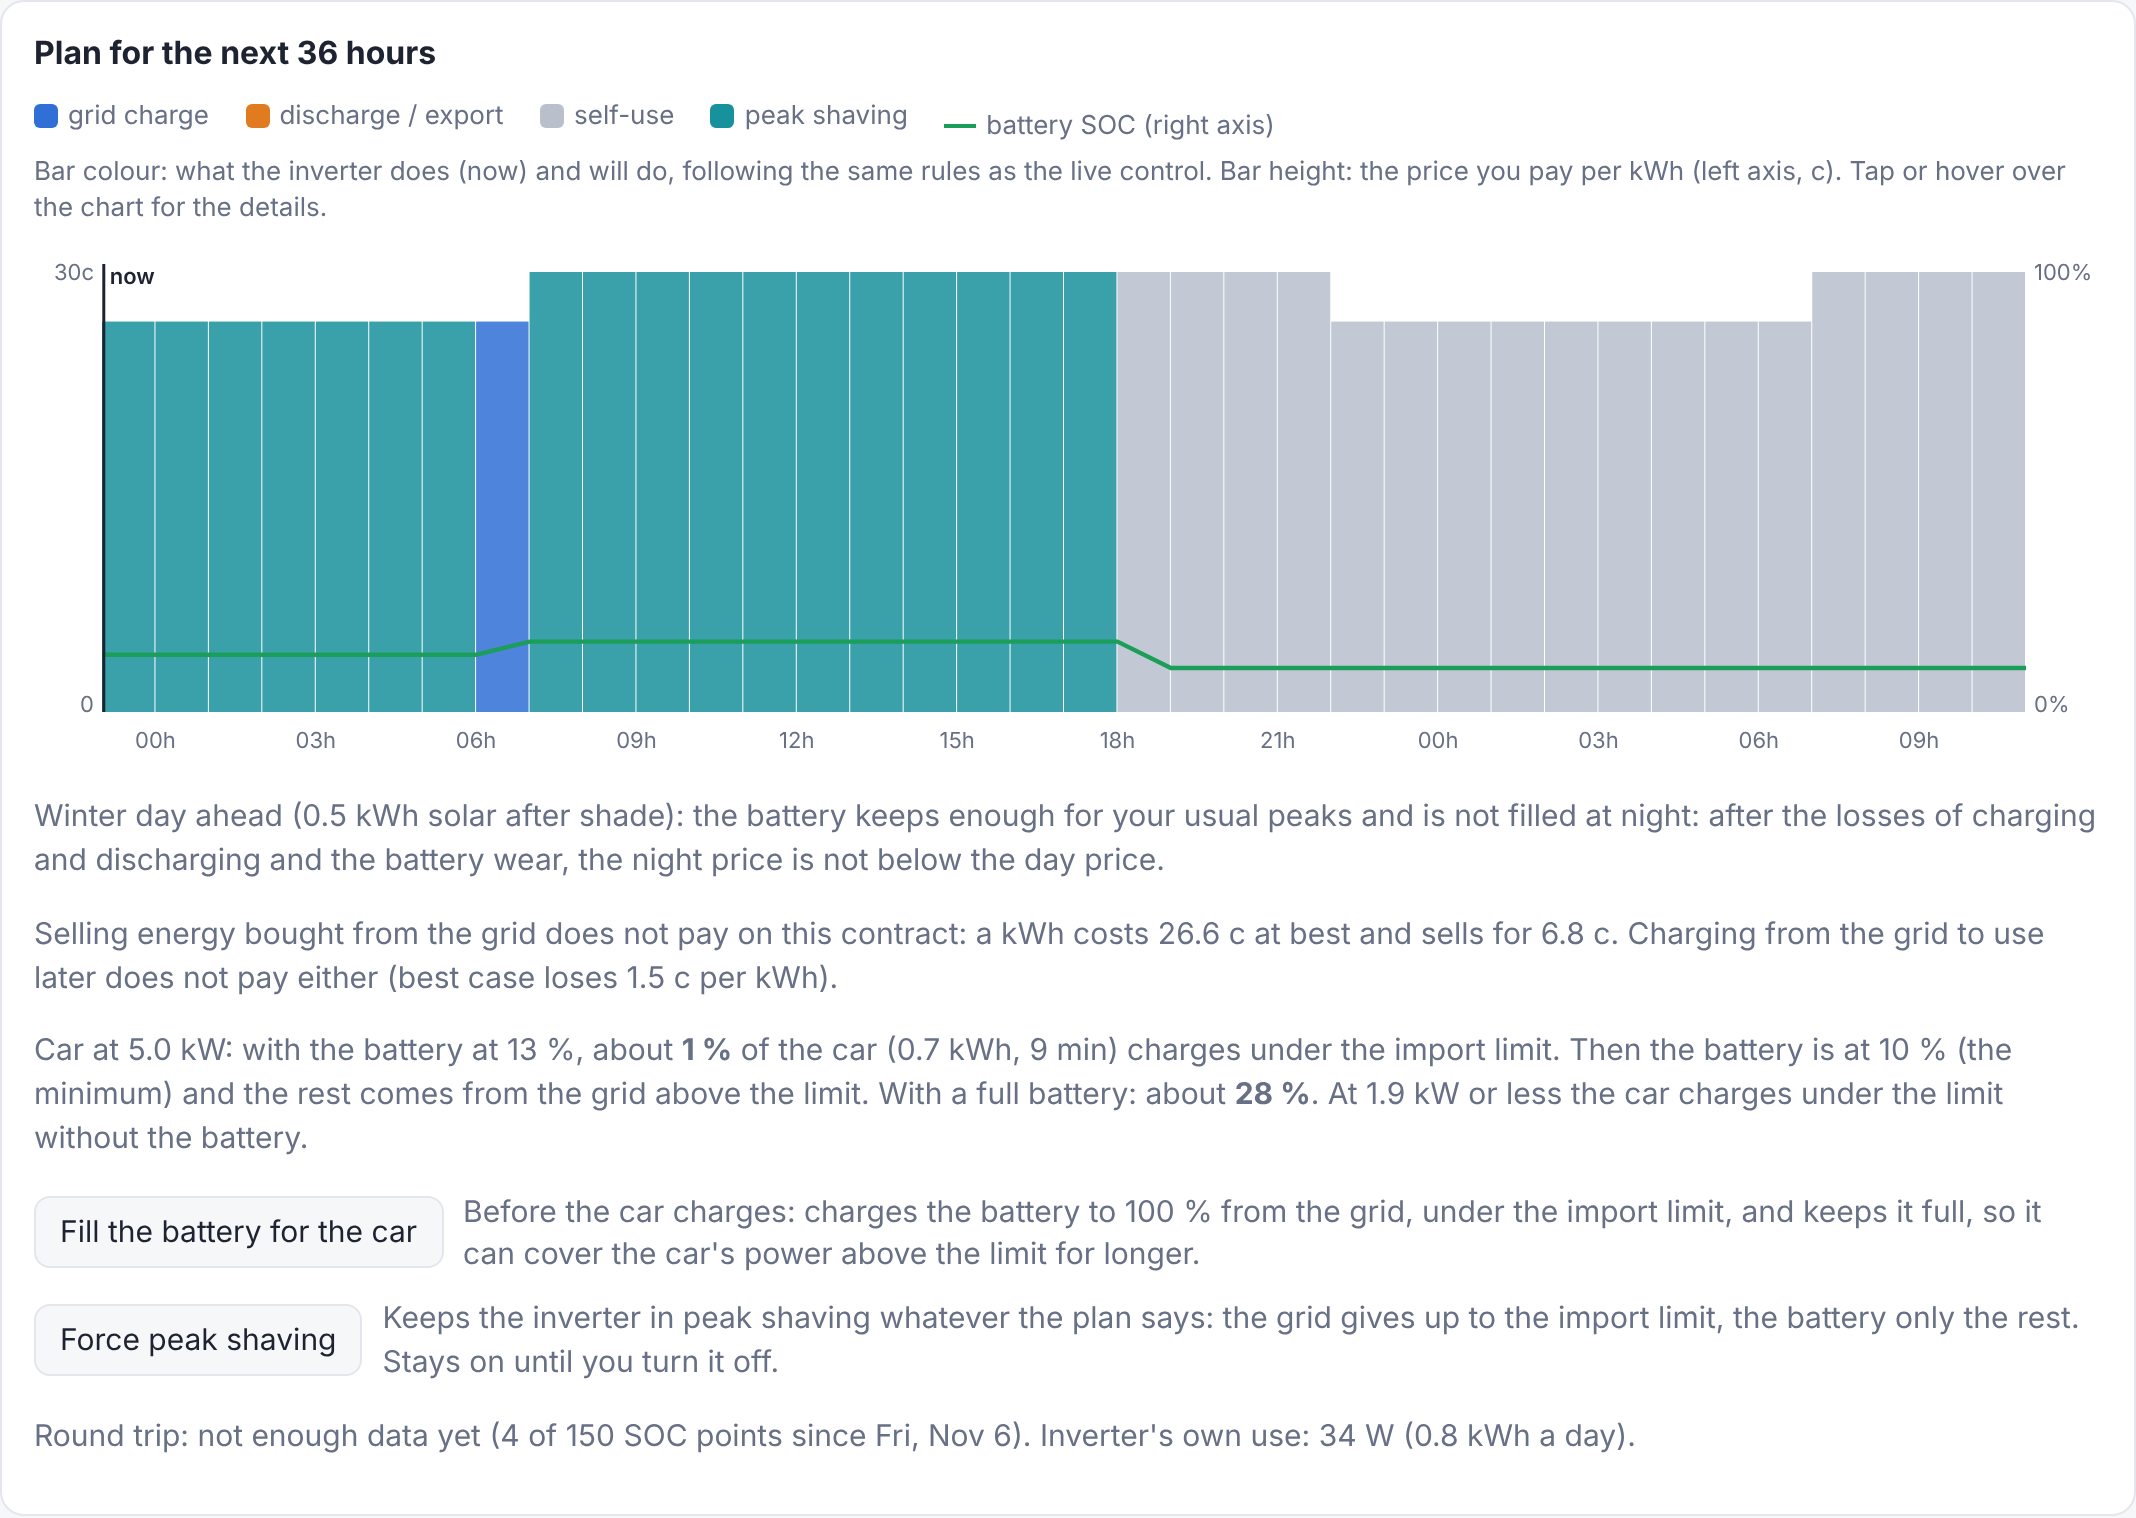 Plan for the next 36 hours
grid charge discharge / export self-use peak shaving battery SOC (right axis)
Bar colour: what the inverter does (now) and will do, following the same rules as the live control. Bar height: the price you pay per kWh (left axis, c). Tap or hover over
the chart for the details.
30c now 100%
0 0%
00h 03h 06h 09h 12h 15h 18h 21h 00h 03h 06h 09h
Winter day ahead (0.5 kWh solar after shade): the battery keeps enough for your usual peaks and is not filled at night: after the losses of charging
and discharging and the battery wear, the night price is not below the day price.
Selling energy bought from the grid does not pay on this contract: a kWh costs 26.6 c at best and sells for 6.8 c. Charging from the grid to use
later does not pay either (best case loses 1.5 c per kWh).
Car at 5.0 kW: with the battery at 13 %, about 1 % of the car (0.7 kWh, 9 min) charges under the import limit. Then the battery is at 10 % (the
minimum) and the rest comes from the grid above the limit. With a full battery: about 28 %. At 1.9 kW or less the car charges under the limit
without the battery.
Fill the battery for the car
Before the car charges: charges the battery to 100 % from the grid, under the import limit, and keeps it full, so it
can cover the car's power above the limit for longer.
Force peak shaving
Keeps the inverter in peak shaving whatever the plan says: the grid gives up to the import limit, the battery only the rest.
Stays on until you turn it off.
Round trip: not enough data yet (4 of 150 SOC points since Fri, Nov 6). Inverter's own use: 34 W (0.8 kWh a day).